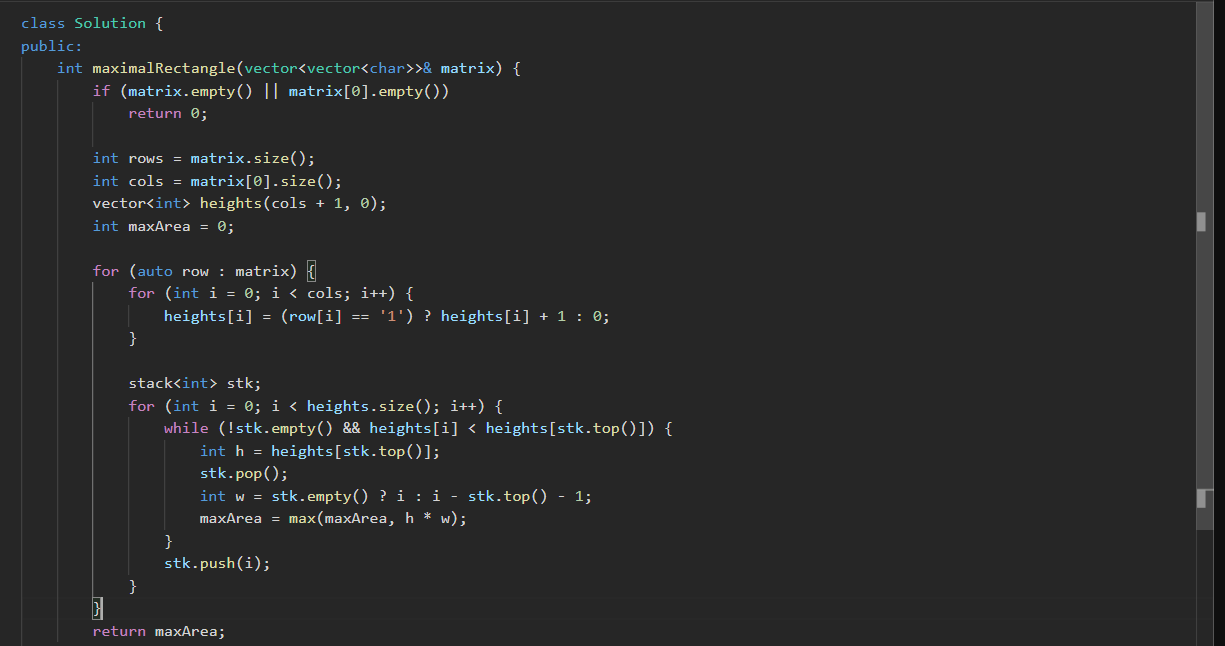 class Solution {
public:
    int maximalRectangle(vector<vector<char>>& matrix) {
        if (matrix.empty() || matrix[0].empty())
            return 0;

        int rows = matrix.size();
        int cols = matrix[0].size();
        vector<int> heights(cols + 1, 0);
        int maxArea = 0;

        for (auto row : matrix) {
            for (int i = 0; i < cols; i++) {
                heights[i] = (row[i] == '1') ? heights[i] + 1 : 0;
            }

            stack<int> stk;
            for (int i = 0; i < heights.size(); i++) {
                while (!stk.empty() && heights[i] < heights[stk.top()]) {
                    int h = heights[stk.top()];
                    stk.pop();
                    int w = stk.empty() ? i : i - stk.top() - 1;
                    maxArea = max(maxArea, h * w);
                }
                stk.push(i);
            }
        }
        return maxArea;